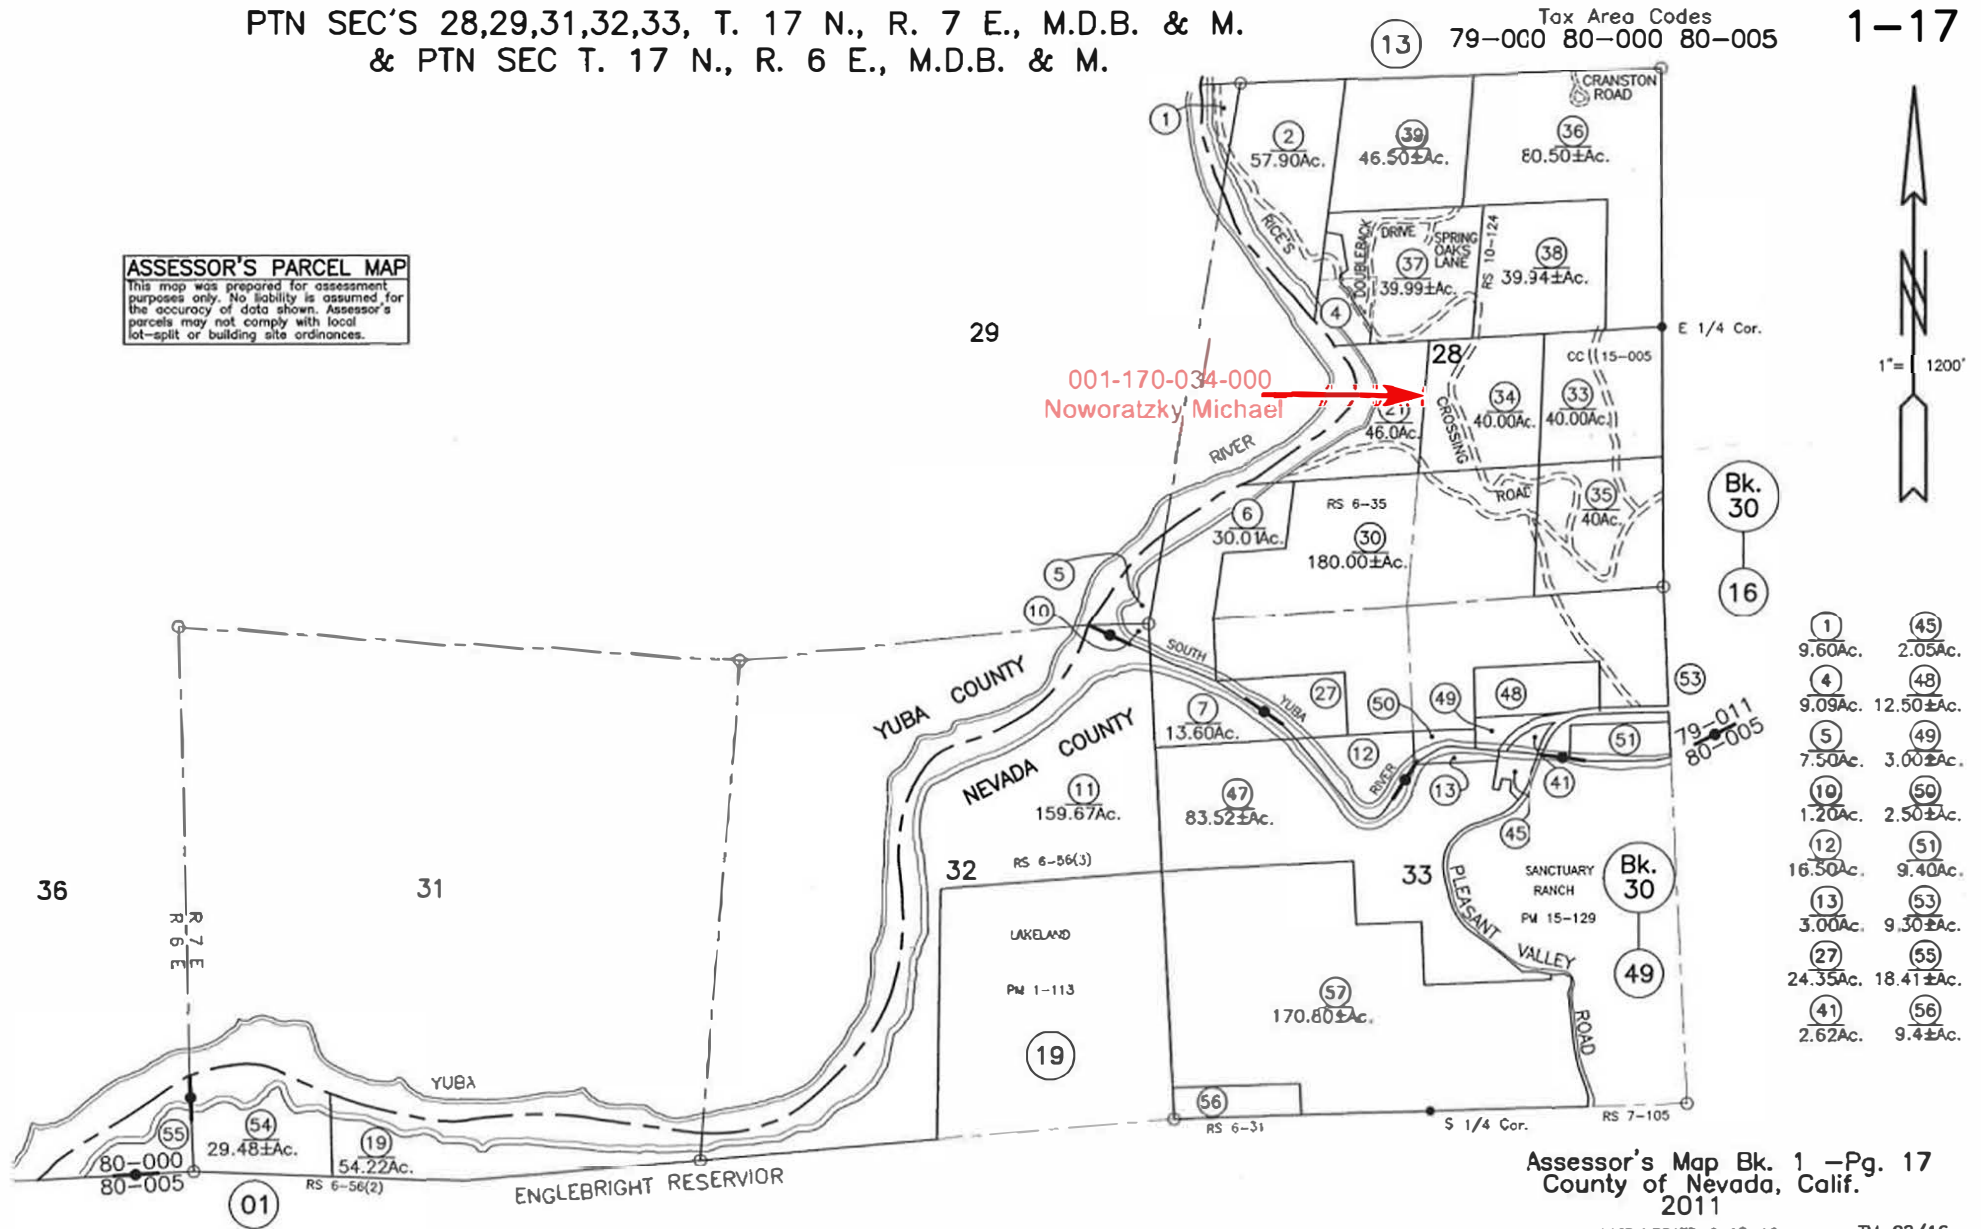 PTN SEC'S 28,29,31,32,33, T. 17 N., R. 7 E., M.D.B. & M.
& PTN SEC T. 17 N., R. 6 E., M.D.B. & M.
13
Tax Area Codes
79-000 80-000 80-005
1-17
ASSESSOR'S PARCEL MAP
This map was prepared for assessment
purposes only. No liability is assumed for
the accuracy of data shown. Assessor's
parcels may not comply with local
lot-split or building site ordinances.
CRANSTON
ROAD
1
2
57.90Ac.
39
46.50±Ac.
36
80.50±Ac.
RICE'S
DOUBLEBACK
DRIVE
SPRING
OAKS
LANE
37
39.99±Ac.
RS 10-124
38
39.94±Ac.
4
29
28
E 1/4 Cor.
CC 15-005
N
1"= 1200'
001-170-034-000
Noworatzky Michael
21
46.0Ac.
CROSSING
34
40.00Ac.
33
40.00Ac.
RIVER
ROAD
35
40Ac.
Bk.
30
16
6
30.01Ac.
RS 6-35
30
180.00±Ac.
5
10
SOUTH
YUBA
RIVER
YUBA COUNTY
NEVADA COUNTY
7
13.60Ac.
27
50
49
48
53
12
13
41
45
51
79-011
80-005
11
159.67Ac.
47
83.52±Ac.
RS 6-56(3)
36
31
32
33
R 7 E
R 6 E
SANCTUARY
RANCH
PM 15-129
Bk.
30
49
PLEASANT
VALLEY
ROAD
LAKELAND
PM 1-113
19
57
170.80±Ac.
56
RS 6-31
S 1/4 Cor.
RS 7-105
YUBA
55
54
29.48±Ac.
19
54.22Ac.
80-000
80-005
01
RS 6-56(2)
ENGLEBRIGHT RESERVIOR
1 45
9.60Ac. 2.05Ac.
4 48
9.09Ac. 12.50±Ac.
5 49
7.50Ac. 3.00±Ac.
10 50
1.20Ac. 2.50±Ac.
12 51
16.50Ac. 9.40Ac.
13 53
3.00Ac. 9.30±Ac.
27 55
24.35Ac. 18.41±Ac.
41 56
2.62Ac. 9.4±Ac.
Assessor's Map Bk. 1 -Pg. 17
County of Nevada, Calif.
2011